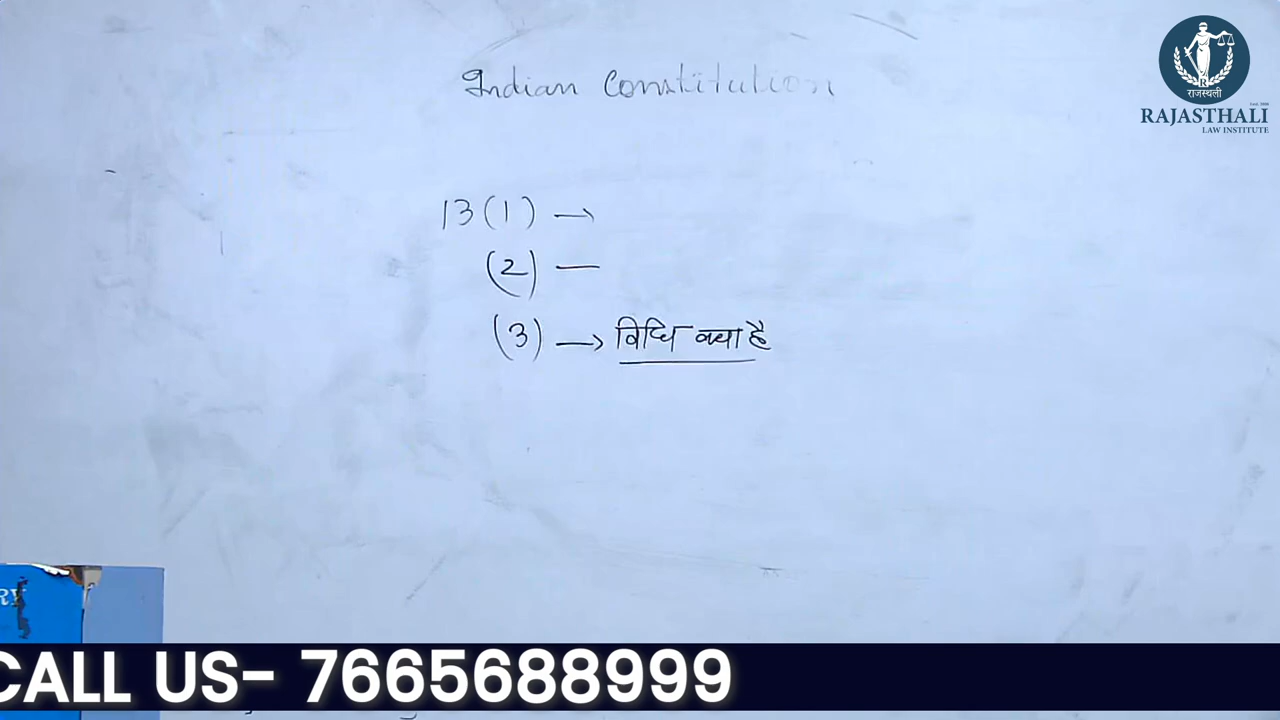 Indian Constitution
राजस्थली
RAJASTHALI
LAW INSTITUTE
13(1) →
(2) —
(3) → विधि क्या है
CALL US- 7665688999